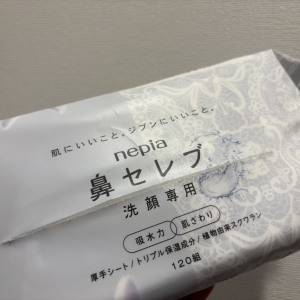 肌にいいこと。ジブンにいいこと。
nepia
鼻セレブ
洗顔専用
吸水力 肌ざわり
厚手シート/トリプル保湿成分/植物由来スクワラン
120組